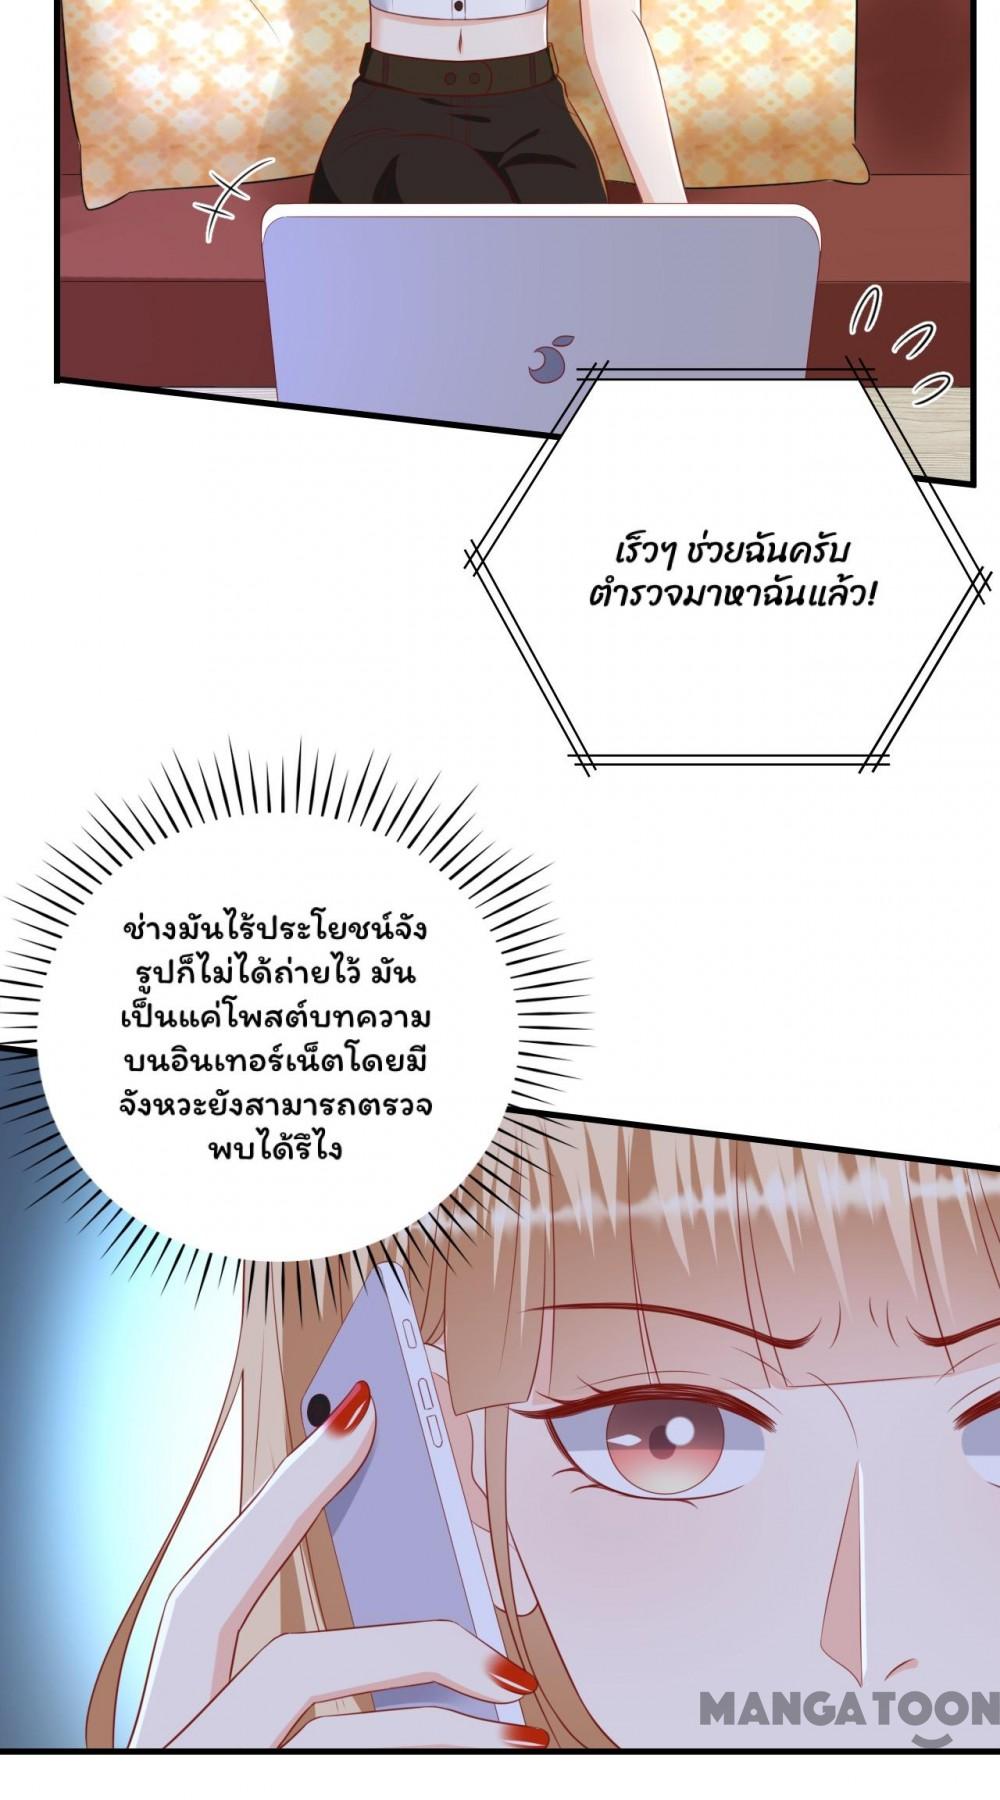 เร็วๆ ช่วยฉันครับ
ตำรวจมาหาฉันแล้ว!
ช่างมันไร้ประโยชน์จัง
รูปก็ไม่ได้ถ่ายไว้ มัน
เป็นแค่โพสต์บทความ
บนอินเทอร์เน็ตโดยมี
จังหวะยังสามารถตรวจ
พบได้รึไง
MANGATOON